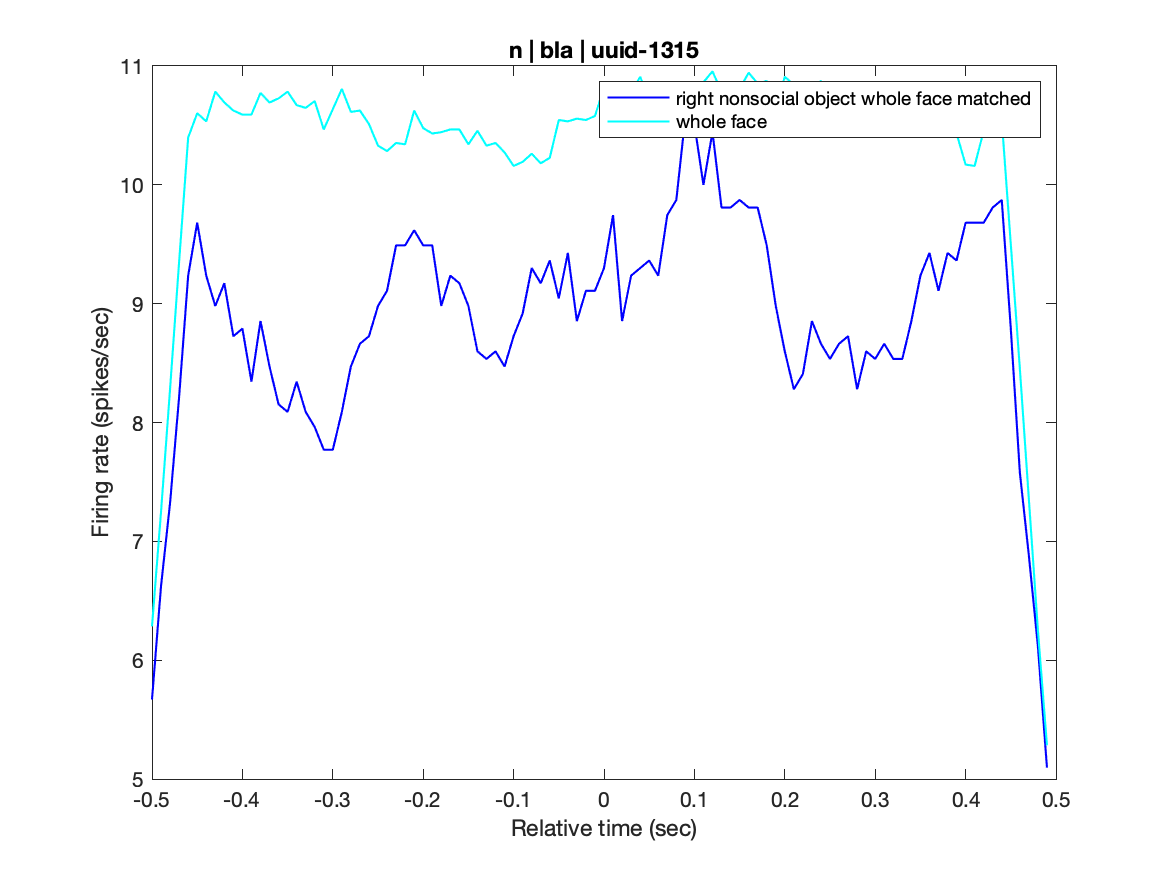 n | bla | uuid-1315
right nonsocial object whole face matched
whole face
Firing rate (spikes/sec)
11
10
9
8
7
6
5
-0.5 -0.4 -0.3 -0.2 -0.1 0 0.1 0.2 0.3 0.4 0.5
Relative time (sec)